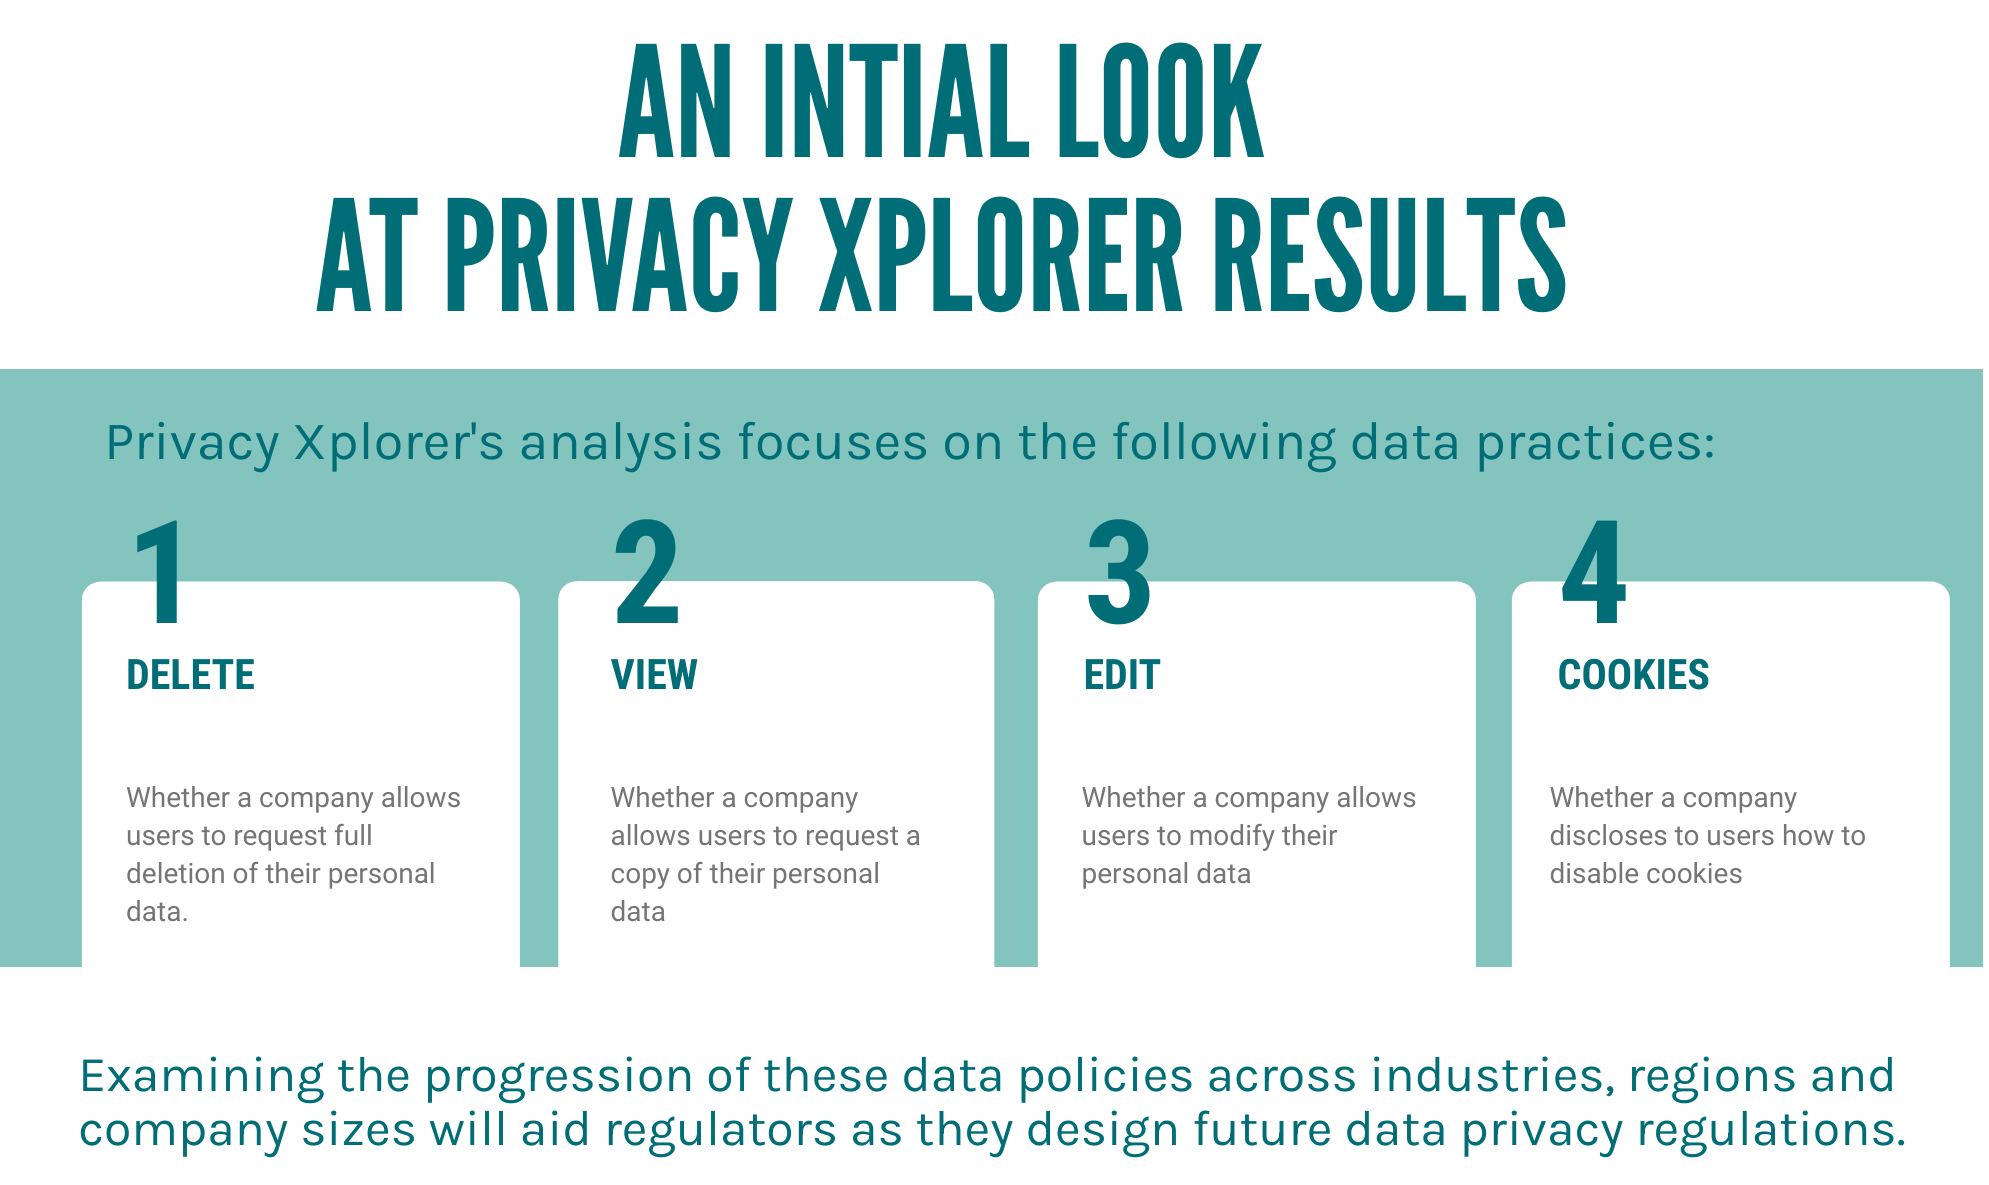 AN INTIAL LOOK
AT PRIVACY XPLORER RESULTS
Privacy Xplorer's analysis focuses on the following data practices:
1
DELETE
Whether a company allows
users to request full
deletion of their personal
data.
2
VIEW
Whether a company
allows users to request a
copy of their personal
data
3
EDIT
Whether a company allows
users to modify their
personal data
4
COOKIES
Whether a company
discloses to users how to
disable cookies
Examining the progression of these data policies across industries, regions and
company sizes will aid regulators as they design future data privacy regulations.